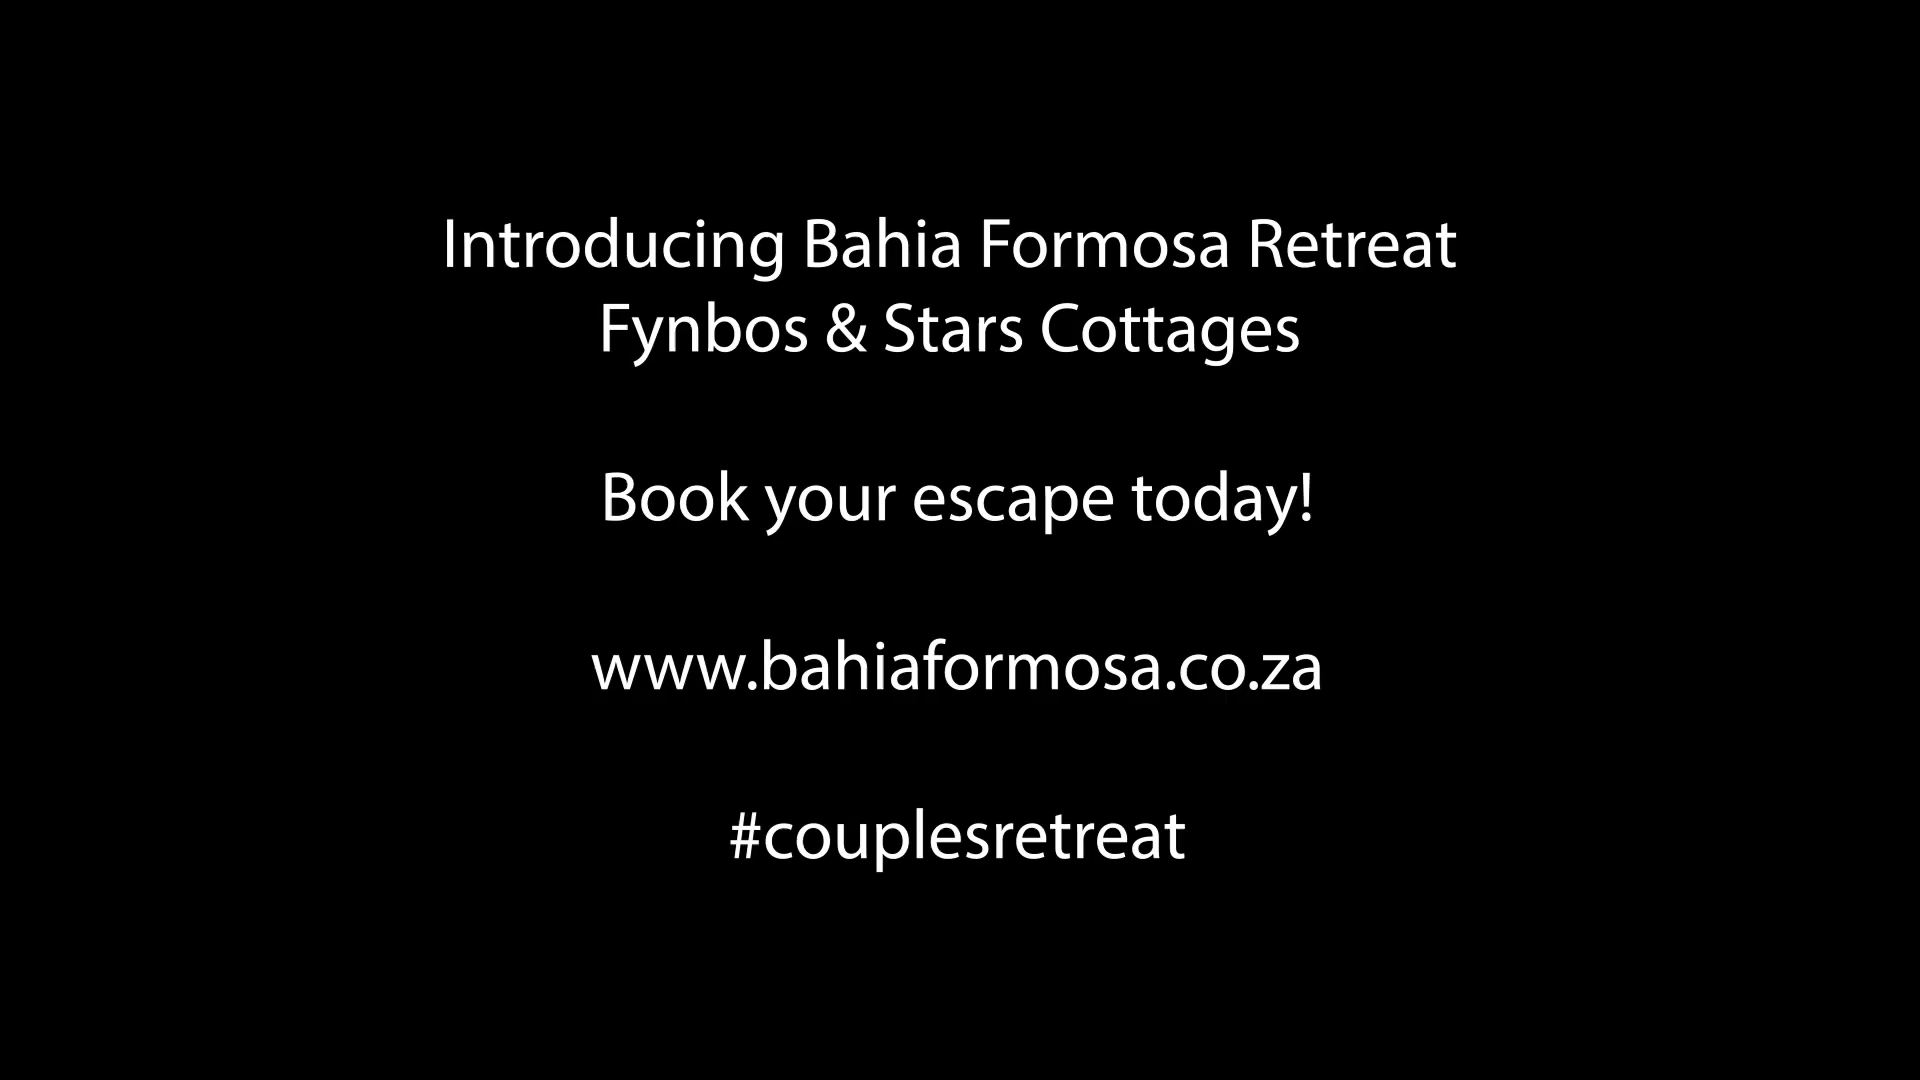 Introducing Bahia Formosa Retreat
Fynbos & Stars Cottages
Book your escape today!
www.bahiaformosa.co.za
#couplesretreat